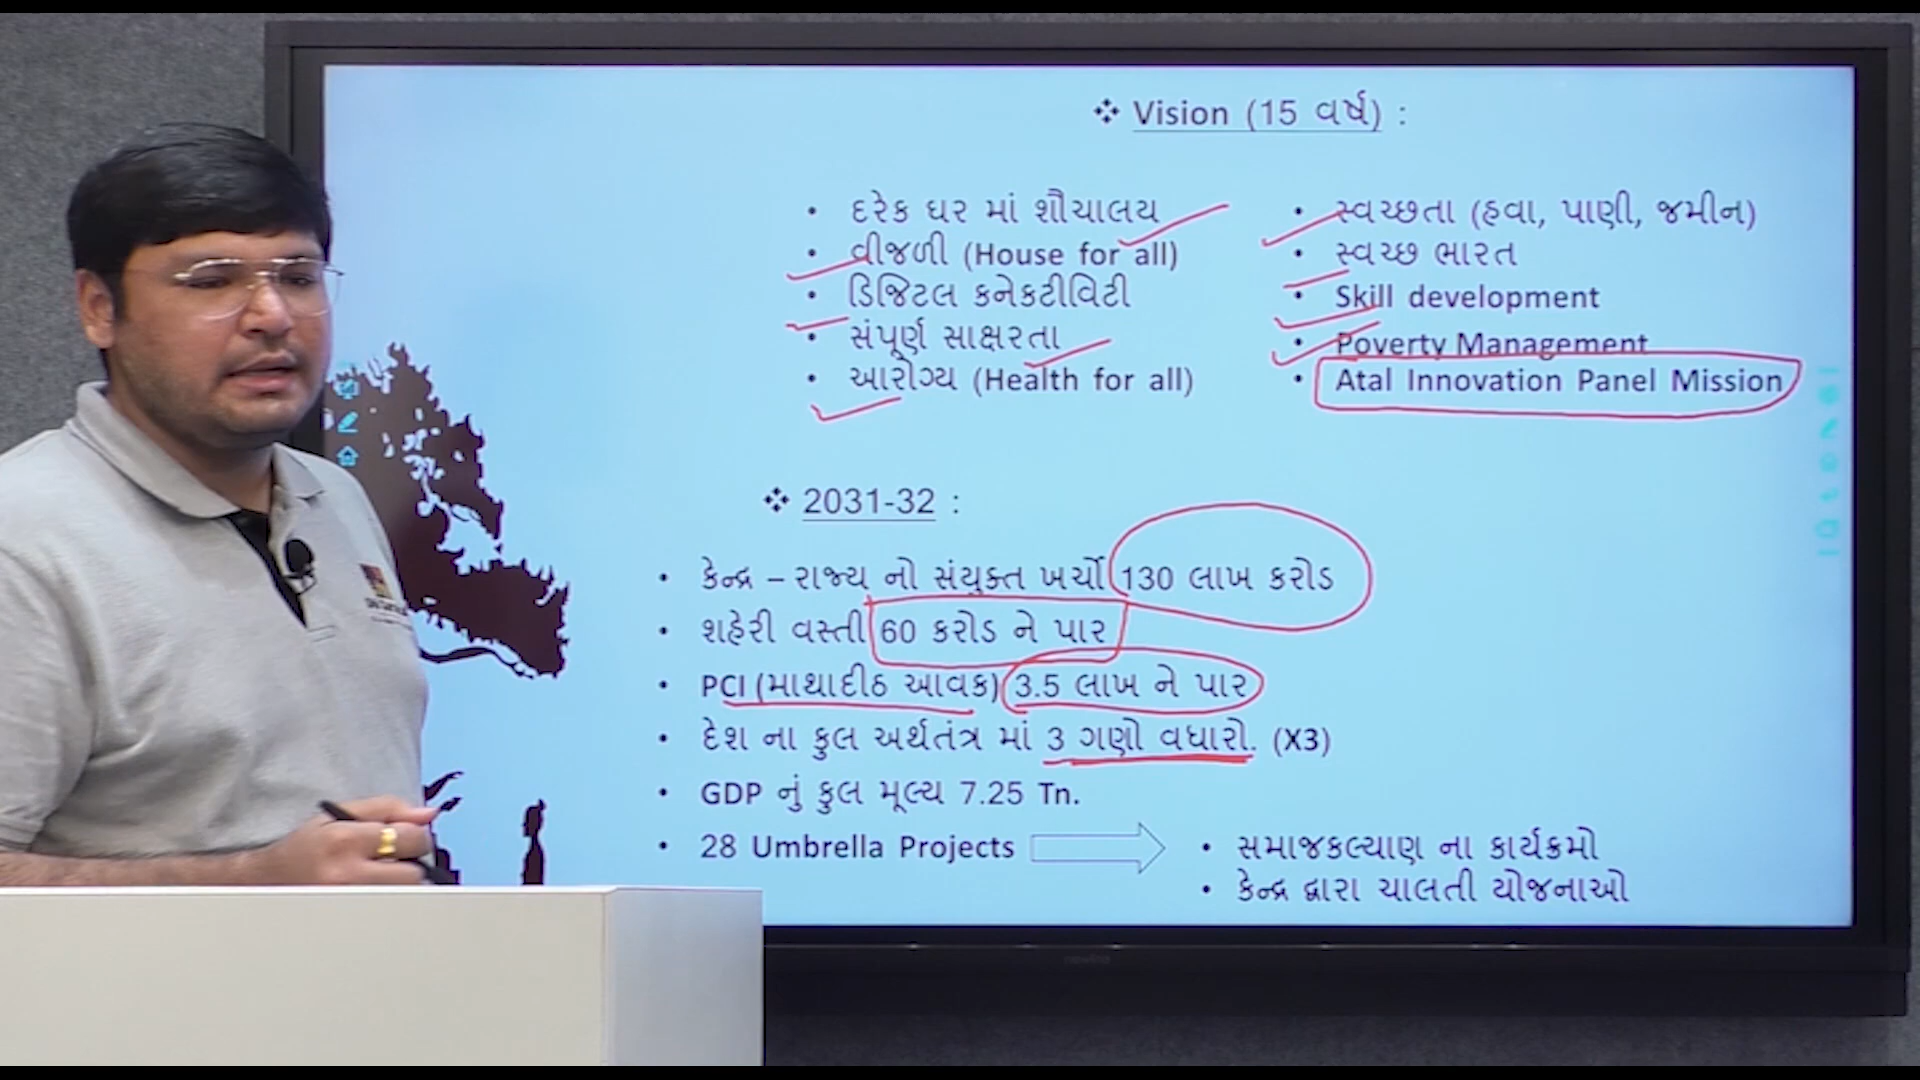 ❖ Vision (15 વર્ષ) :
• દરેક ઘર માં શૌચાલય
• વીજળી (House for all)
• ડિજિટલ કનેકટીવિટી
• સંપૂર્ણ સાક્ષરતા
• આરોગ્ય (Health for all)
• સ્વચ્છતા (હવા, પાણી, જમીન)
• સ્વચ્છ ભારત
• Skill development
• Poverty Management
• Atal Innovation Panel Mission
❖ 2031-32 :
• કેન્દ્ર – રાજ્ય નો સંયુક્ત ખર્ચો 130 લાખ કરોડ
• શહેરી વસ્તી 60 કરોડ ને પાર
• PCI (માથાદીઠ આવક) 3.5 લાખ ને પાર
• દેશ ના કુલ અર્થતંત્ર માં 3 ગણો વધારો. (X3)
• GDP નું કુલ મૂલ્ય 7.25 Tn.
• 28 Umbrella Projects
• સમાજકલ્યાણ ના કાર્યક્રમો
• કેન્દ્ર દ્વારા ચાલતી યોજનાઓ